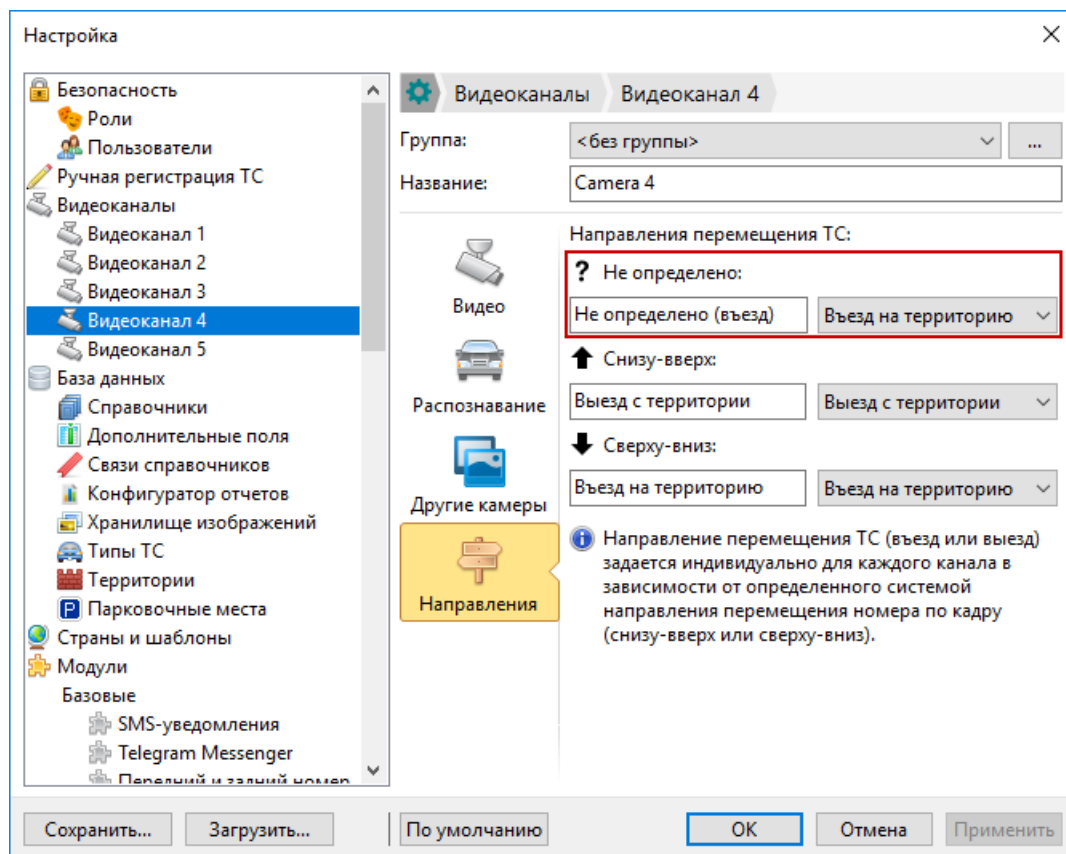 Настройка
Безопасность
Роли
Пользователи
Ручная регистрация ТС
Видеоканалы
Видеоканал 1
Видеоканал 2
Видеоканал 3
Видеоканал 4
Видеоканал 5
База данных
Справочники
Дополнительные поля
Связи справочников
Конфигуратор отчетов
Хранилище изображений
Типы ТС
Территории
Парковочные места
Страны и шаблоны
Модули
Базовые
SMS-уведомления
Telegram Messenger
Передний и задний номер
Видеоканалы Видеоканал 4
Группа: <без группы> ...
Название: Camera 4
Видео
Распознавание
Другие камеры
Направления
Направления перемещения ТС:
? Не определено:
Не определено (въезд) Въезд на территорию
Снизу-вверх:
Выезд с территории Выезд с территории
Сверху-вниз:
Въезд на территорию Въезд на территорию
Направление перемещения ТС (въезд или выезд)
задается индивидуально для каждого канала в
зависимости от определенного системой
направления перемещения номера по кадру
(снизу-вверх или сверху-вниз).
Сохранить... Загрузить... По умолчанию OK Отмена Применить